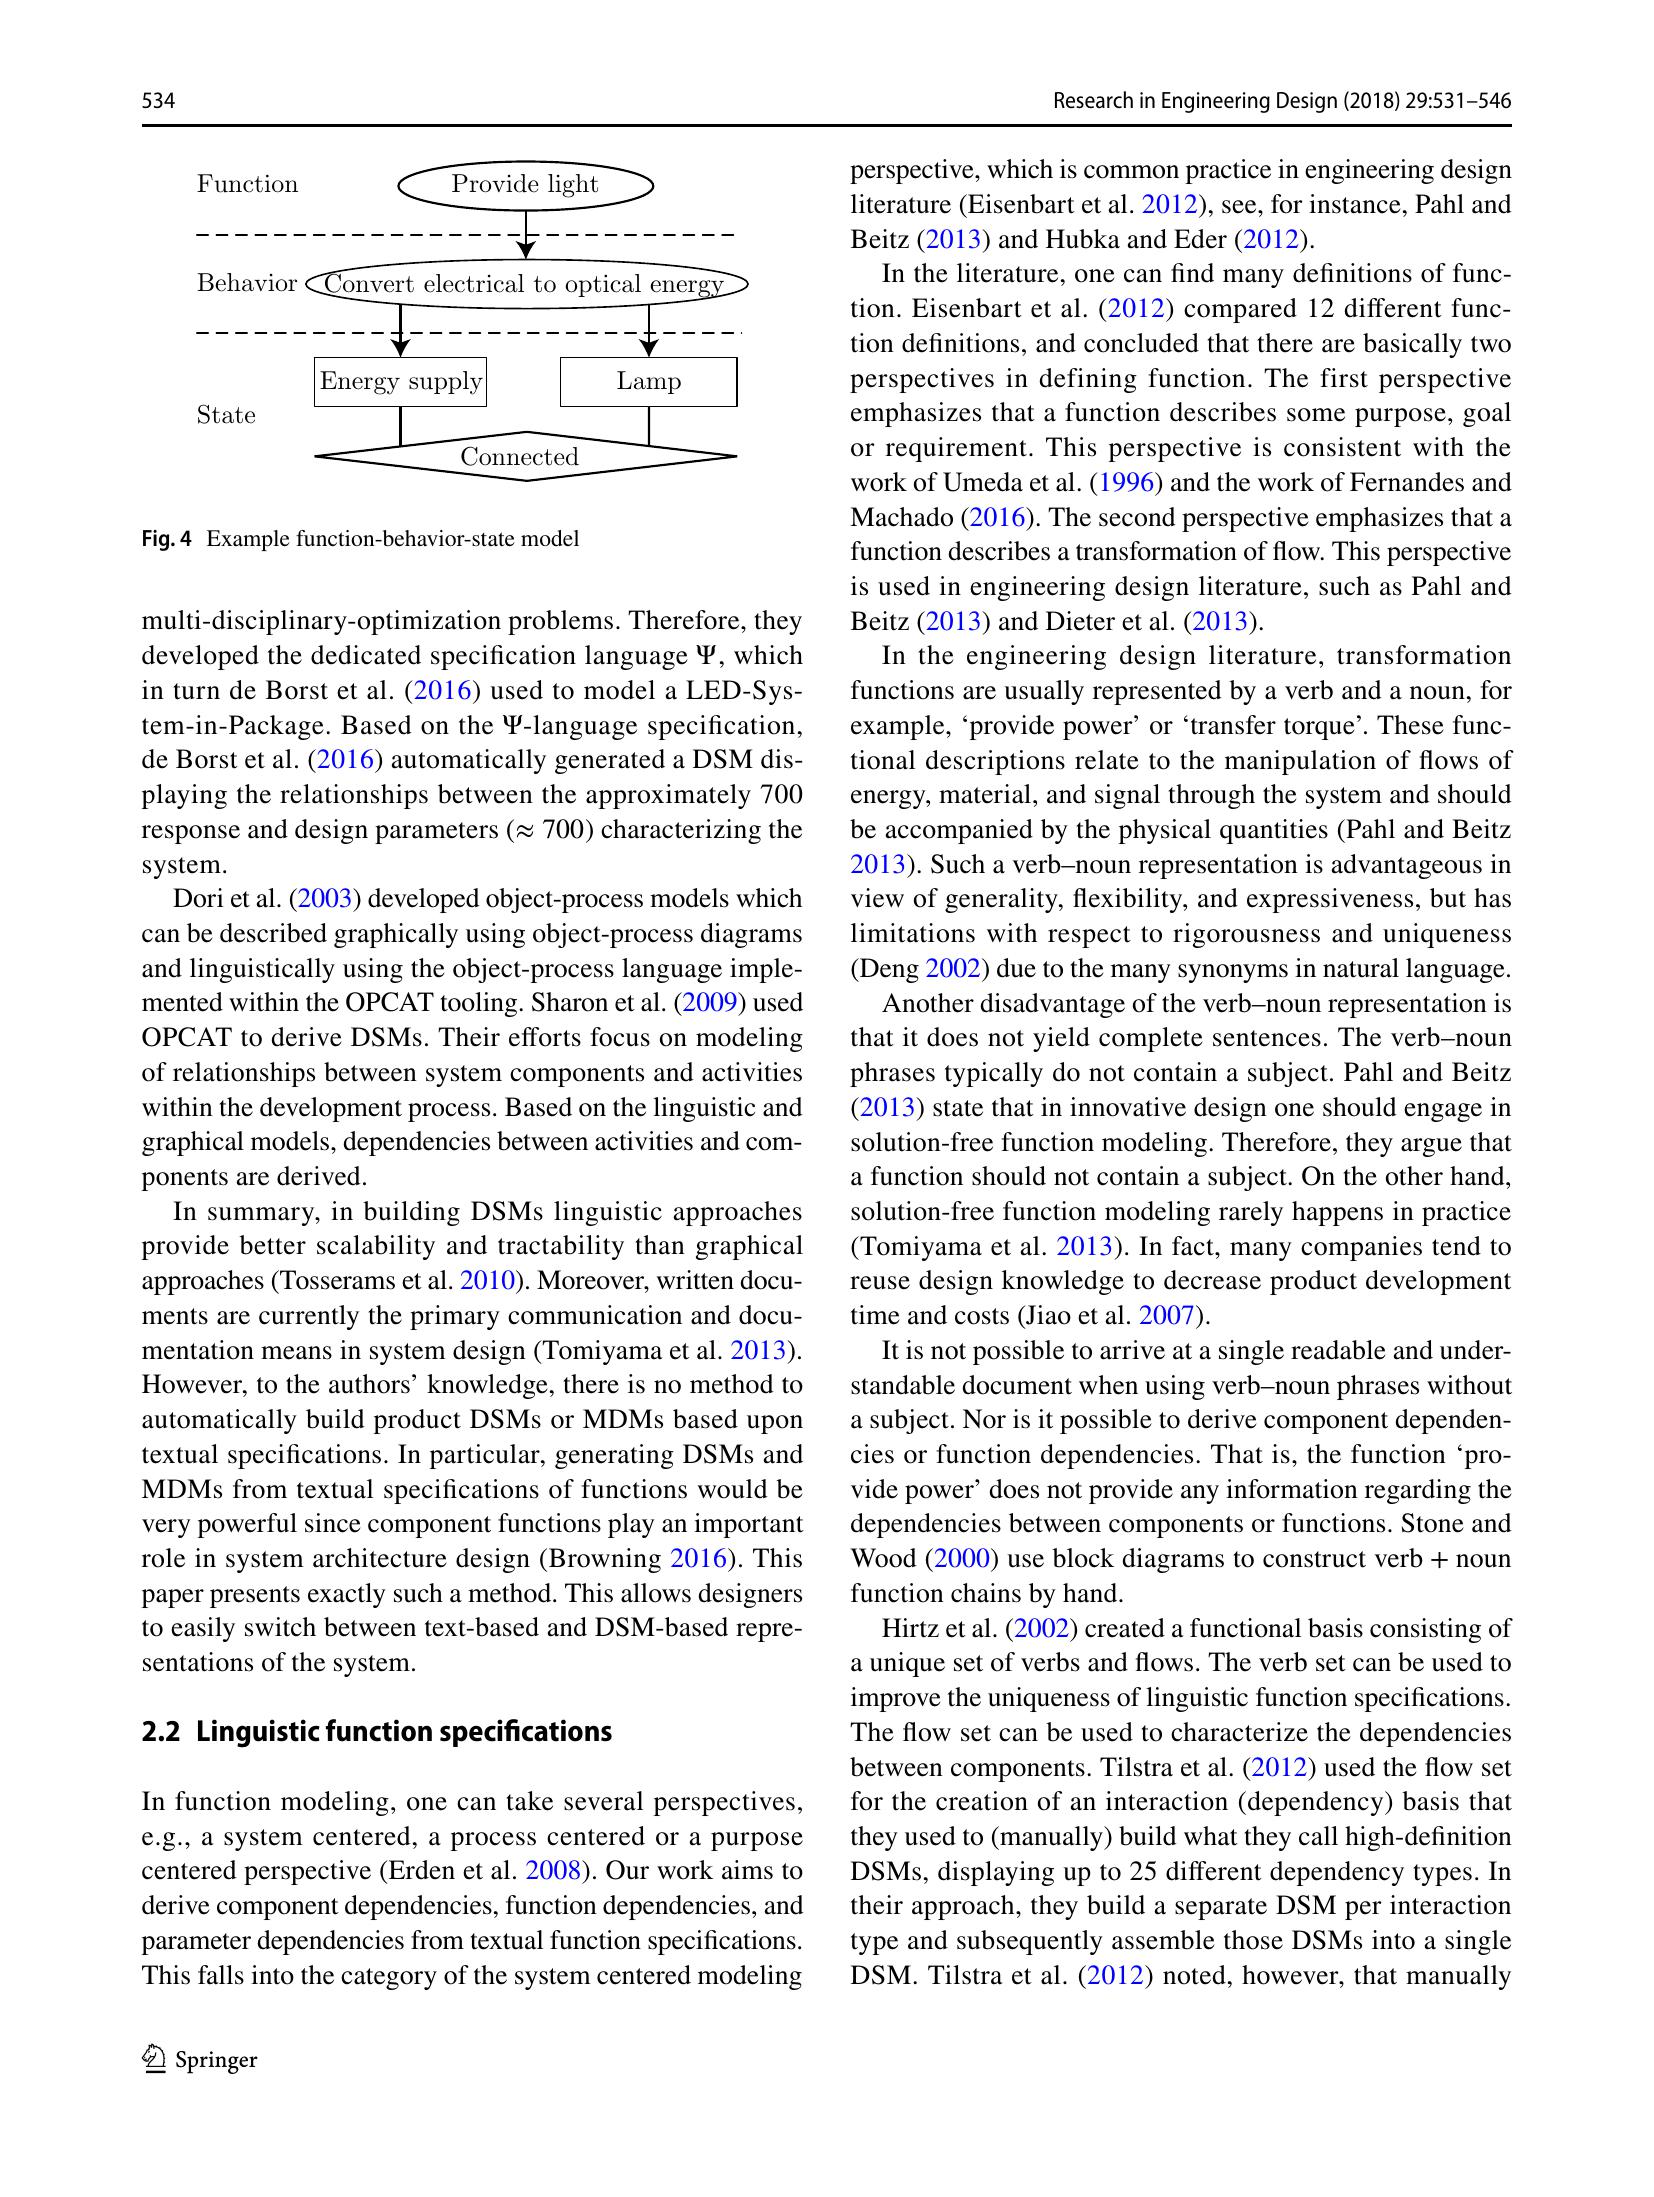 534
Research in Engineering Design (2018) 29:531–546
Function
Provide light
Behavior
Convert electrical to optical energy
Energy supply
Lamp
State
Connected
Fig. 4 Example function-behavior-state model
multi-disciplinary-optimization problems. Therefore, they
developed the dedicated specification language Ψ, which
in turn de Borst et al. (2016) used to model a LED-Sys-
tem-in-Package. Based on the Ψ-language specification,
de Borst et al. (2016) automatically generated a DSM dis-
playing the relationships between the approximately 700
response and design parameters (≈ 700) characterizing the
system.
Dori et al. (2003) developed object-process models which
can be described graphically using object-process diagrams
and linguistically using the object-process language imple-
mented within the OPCAT tooling. Sharon et al. (2009) used
OPCAT to derive DSMs. Their efforts focus on modeling
of relationships between system components and activities
within the development process. Based on the linguistic and
graphical models, dependencies between activities and com-
ponents are derived.
In summary, in building DSMs linguistic approaches
provide better scalability and tractability than graphical
approaches (Tosserams et al. 2010). Moreover, written docu-
ments are currently the primary communication and docu-
mentation means in system design (Tomiyama et al. 2013).
However, to the authors’ knowledge, there is no method to
automatically build product DSMs or MDMs based upon
textual specifications. In particular, generating DSMs and
MDMs from textual specifications of functions would be
very powerful since component functions play an important
role in system architecture design (Browning 2016). This
paper presents exactly such a method. This allows designers
to easily switch between text-based and DSM-based repre-
sentations of the system.
2.2 Linguistic function specifications
In function modeling, one can take several perspectives,
e.g., a system centered, a process centered or a purpose
centered perspective (Erden et al. 2008). Our work aims to
derive component dependencies, function dependencies, and
parameter dependencies from textual function specifications.
This falls into the category of the system centered modeling
perspective, which is common practice in engineering design
literature (Eisenbart et al. 2012), see, for instance, Pahl and
Beitz (2013) and Hubka and Eder (2012).
In the literature, one can find many definitions of func-
tion. Eisenbart et al. (2012) compared 12 different func-
tion definitions, and concluded that there are basically two
perspectives in defining function. The first perspective
emphasizes that a function describes some purpose, goal
or requirement. This perspective is consistent with the
work of Umeda et al. (1996) and the work of Fernandes and
Machado (2016). The second perspective emphasizes that a
function describes a transformation of flow. This perspective
is used in engineering design literature, such as Pahl and
Beitz (2013) and Dieter et al. (2013).
In the engineering design literature, transformation
functions are usually represented by a verb and a noun, for
example, ‘provide power’ or ‘transfer torque’. These func-
tional descriptions relate to the manipulation of flows of
energy, material, and signal through the system and should
be accompanied by the physical quantities (Pahl and Beitz
2013). Such a verb–noun representation is advantageous in
view of generality, flexibility, and expressiveness, but has
limitations with respect to rigorousness and uniqueness
(Deng 2002) due to the many synonyms in natural language.
Another disadvantage of the verb–noun representation is
that it does not yield complete sentences. The verb–noun
phrases typically do not contain a subject. Pahl and Beitz
(2013) state that in innovative design one should engage in
solution-free function modeling. Therefore, they argue that
a function should not contain a subject. On the other hand,
solution-free function modeling rarely happens in practice
(Tomiyama et al. 2013). In fact, many companies tend to
reuse design knowledge to decrease product development
time and costs (Jiao et al. 2007).
It is not possible to arrive at a single readable and under-
standable document when using verb–noun phrases without
a subject. Nor is it possible to derive component dependen-
cies or function dependencies. That is, the function ‘pro-
vide power’ does not provide any information regarding the
dependencies between components or functions. Stone and
Wood (2000) use block diagrams to construct verb + noun
function chains by hand.
Hirtz et al. (2002) created a functional basis consisting of
a unique set of verbs and flows. The verb set can be used to
improve the uniqueness of linguistic function specifications.
The flow set can be used to characterize the dependencies
between components. Tilstra et al. (2012) used the flow set
for the creation of an interaction (dependency) basis that
they used to (manually) build what they call high-definition
DSMs, displaying up to 25 different dependency types. In
their approach, they build a separate DSM per interaction
type and subsequently assemble those DSMs into a single
DSM. Tilstra et al. (2012) noted, however, that manually
Springer